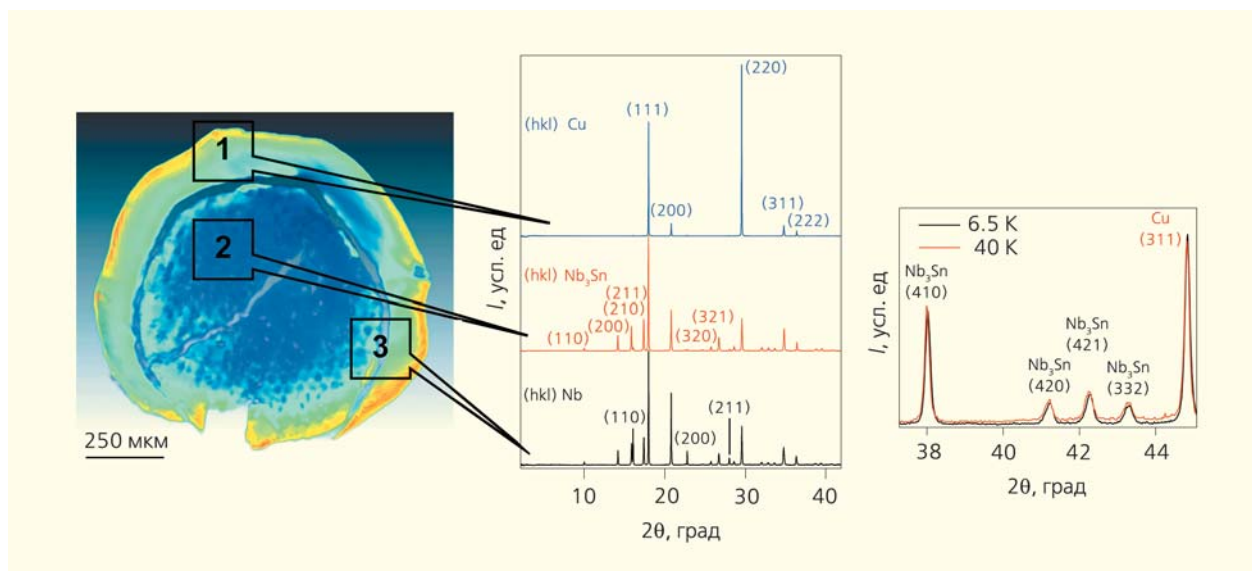 1
2
3
250 мкм
I, усл. ед
(hkl) Cu
(111)
(200)
(220)
(311)
(222)
I, усл. ед
(hkl) Nb₃Sn
(110)
(200)
(211)
(210)
(320)
(321)
(hkl) Nb
(110)
(200)
(211)
10 20 30 40
2θ, град
I, усл. ед
6.5 K
40 K
Cu
(311)
Nb₃Sn
(410)
Nb₃Sn
(420)
Nb₃Sn
(421)
Nb₃Sn
(332)
38 40 42 44
2θ, град